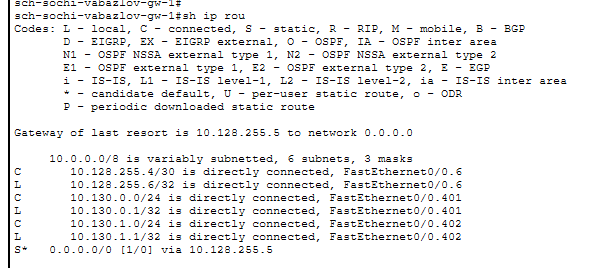 sch-sochi-vabazlov-gw-1#
sch-sochi-vabazlov-gw-1#sh ip rou
Codes: L - local, C - connected, S - static, R - RIP, M - mobile, B - BGP
D - EIGRP, EX - EIGRP external, O - OSPF, IA - OSPF inter area
N1 - OSPF NSSA external type 1, N2 - OSPF NSSA external type 2
E1 - OSPF external type 1, E2 - OSPF external type 2, E - EGP
i - IS-IS, L1 - IS-IS level-1, L2 - IS-IS level-2, ia - IS-IS inter area
* - candidate default, U - per-user static route, o - ODR
P - periodic downloaded static route
Gateway of last resort is 10.128.255.5 to network 0.0.0.0
10.0.0.0/8 is variably subnetted, 6 subnets, 3 masks
C 10.128.255.4/30 is directly connected, FastEthernet0/0.6
L 10.128.255.6/32 is directly connected, FastEthernet0/0.6
C 10.130.0.0/24 is directly connected, FastEthernet0/0.401
L 10.130.0.1/32 is directly connected, FastEthernet0/0.401
C 10.130.1.0/24 is directly connected, FastEthernet0/0.402
L 10.130.1.1/32 is directly connected, FastEthernet0/0.402
S* 0.0.0.0/0 [1/0] via 10.128.255.5